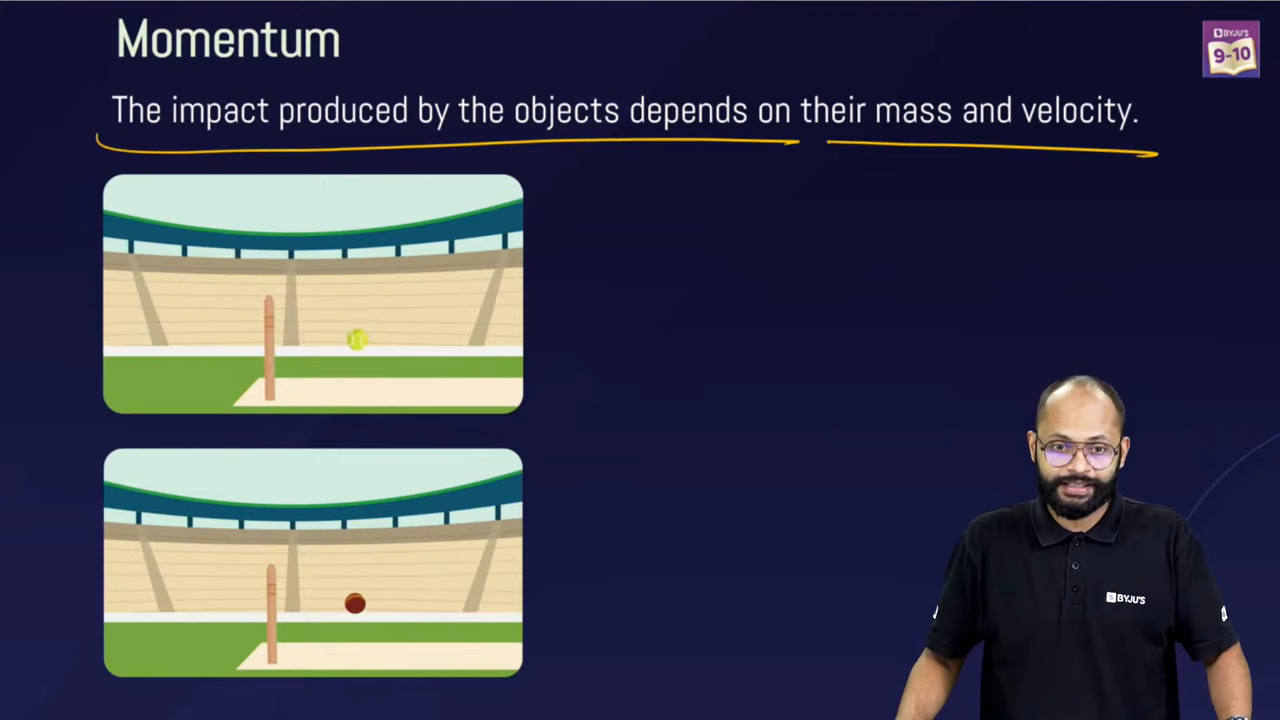 Momentum
BYJU'S
9-10
The impact produced by the objects depends on their mass and velocity.
BYJU'S